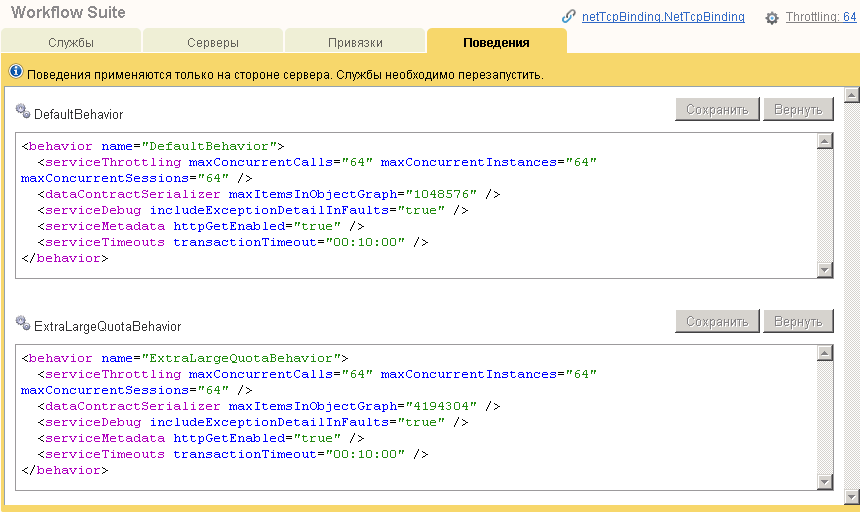 Workflow Suite
netTcpBinding.NetTcpBinding
Throttling: 64
Службы
Серверы
Привязки
Поведения
Поведения применяются только на стороне сервера. Службы необходимо перезапустить.
DefaultBehavior
Сохранить
Вернуть
<behavior name="DefaultBehavior">
<serviceThrottling maxConcurrentCalls="64" maxConcurrentInstances="64"
maxConcurrentSessions="64" />
<dataContractSerializer maxItemsInObjectGraph="1048576" />
<serviceDebug includeExceptionDetailInFaults="true" />
<serviceMetadata httpGetEnabled="true" />
<serviceTimeouts transactionTimeout="00:10:00" />
</behavior>
ExtraLargeQuotaBehavior
Сохранить
Вернуть
<behavior name="ExtraLargeQuotaBehavior">
<serviceThrottling maxConcurrentCalls="64" maxConcurrentInstances="64"
maxConcurrentSessions="64" />
<dataContractSerializer maxItemsInObjectGraph="4194304" />
<serviceDebug includeExceptionDetailInFaults="true" />
<serviceMetadata httpGetEnabled="true" />
<serviceTimeouts transactionTimeout="00:10:00" />
</behavior>